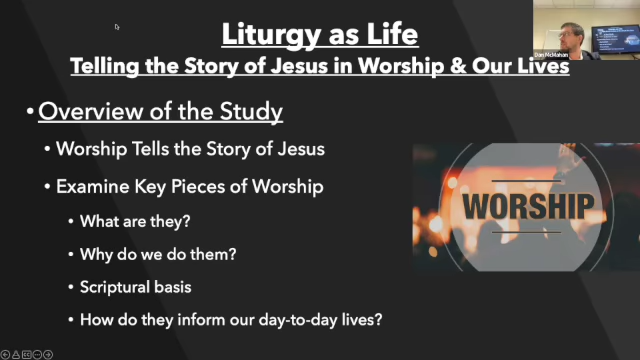 Liturgy as Life
Telling the Story of Jesus in Worship & Our Lives
Dan McMahan
• Overview of the Study
• Worship Tells the Story of Jesus
• Examine Key Pieces of Worship
• What are they?
• Why do we do them?
• Scriptural basis
• How do they inform our day-to-day lives?
WORSHIP